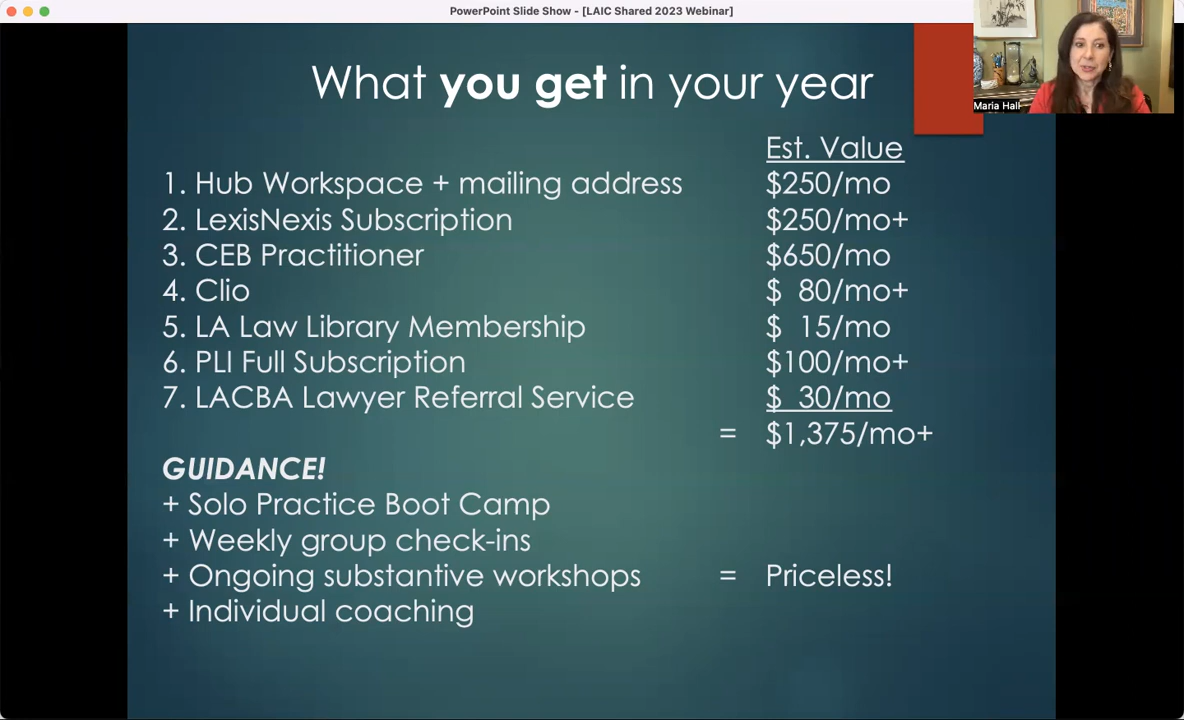 PowerPoint Slide Show - [LAIC Shared 2023 Webinar]
What you get in your year
Maria Hall
Est. Value
1. Hub Workspace + mailing address $250/mo
2. LexisNexis Subscription $250/mo+
3. CEB Practitioner $650/mo
4. Clio $ 80/mo+
5. LA Law Library Membership $ 15/mo
6. PLI Full Subscription $100/mo+
7. LACBA Lawyer Referral Service $ 30/mo
= $1,375/mo+
GUIDANCE!
+ Solo Practice Boot Camp
+ Weekly group check-ins
+ Ongoing substantive workshops = Priceless!
+ Individual coaching